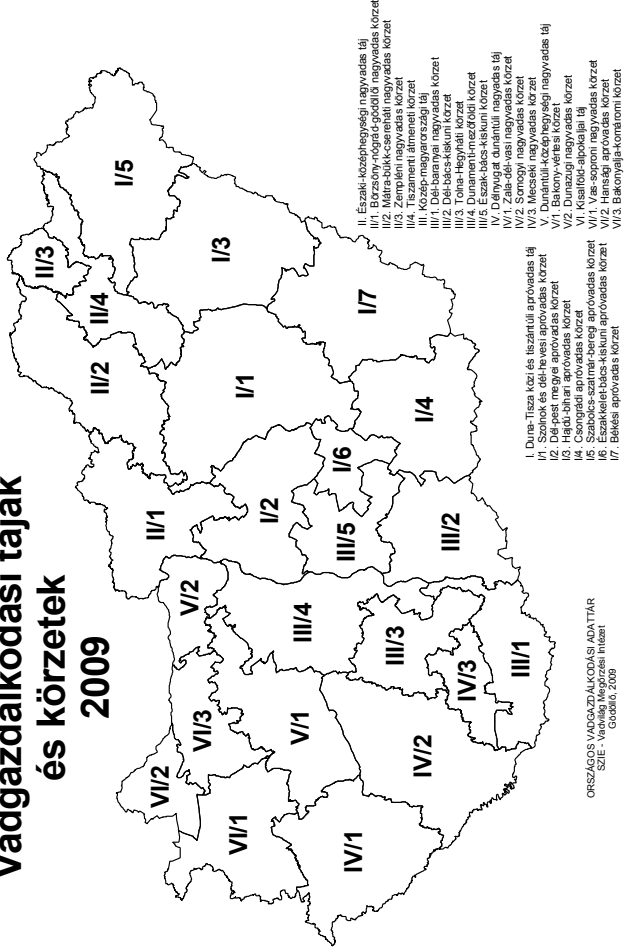 Vadgazdálkodási tájak
és körzetek
2009
II/3
I/5
II/4
II/2
I/3
II/1
I/1
I/7
V/2
I/2
I/6
I/4
VI/2
VI/3
III/4
III/5
VI/1
V/1
III/3
III/2
IV/1
IV/2
IV/3
III/1
I. Duna-Tisza közi és tiszántúli apróvadas táj
I/1. Szolnok és dél-hevesi apróvadas körzet
I/2. Dél-pest megyei apróvadas körzet
I/3. Hajdú-bihari apróvadas körzet
I/4. Csongrádi apróvadas körzet
I/5. Szabolcs-szatmár-beregi apróvadas körzet
I/6. Északkelet-bács-kiskuni apróvadas körzet
I/7. Békési apróvadas körzet
II. Északi-középhegységi nagyvadas táj
II/1. Börzsöny-nógrád-gödöllői nagyvadas körzet
II/2. Mátra-bükk-csereháti nagyvadas körzet
II/3. Zempléni nagyvadas körzet
II/4. Tiszamenti átmeneti körzet
III. Közép-magyarországi táj
III/1. Dél-baranyai nagyvadas körzet
III/2. Dél-bács-kiskuni körzet
III/3. Tolna-Hegyháti körzet
III/4. Dunamenti-mezőföldi körzet
III/5. Észak-bács-kiskuni körzet
IV. Délnyugat dunántúli nagyvadas táj
IV/1. Zala-dél-vasi nagyvadas körzet
IV/2. Somogyi nagyvadas körzet
IV/3. Mecseki nagyvadas körzet
V. Dunántúli-középhegységi nagyvadas táj
V/1. Bakony-vértesi körzet
V/2. Dunazugi nagyvadas körzet
VI. Kisalföld-alpokaljai táj
VI/1. Vas-soproni nagyvadas körzet
VI/2. Hansági apróvadas körzet
VI/3. Bakonyalja-komáromi körzet
ORSZÁGOS VADGAZDÁLKODÁSI ADATTÁR
SZIE - Vadvilág Megőrzési Intézet
Gödöllő, 2009